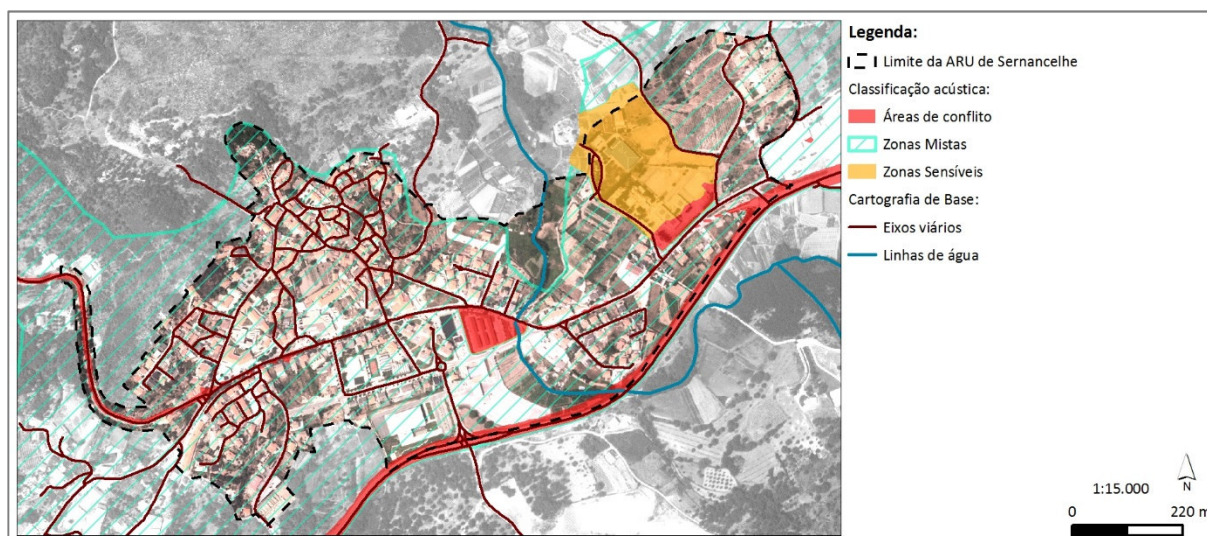 Legenda:
Limite da ARU de Sernancelhe
Classificação acústica:
Áreas de conflito
Zonas Mistas
Zonas Sensíveis
Cartografia de Base:
Eixos viários
Linhas de água
1:15.000
N
0 220 m